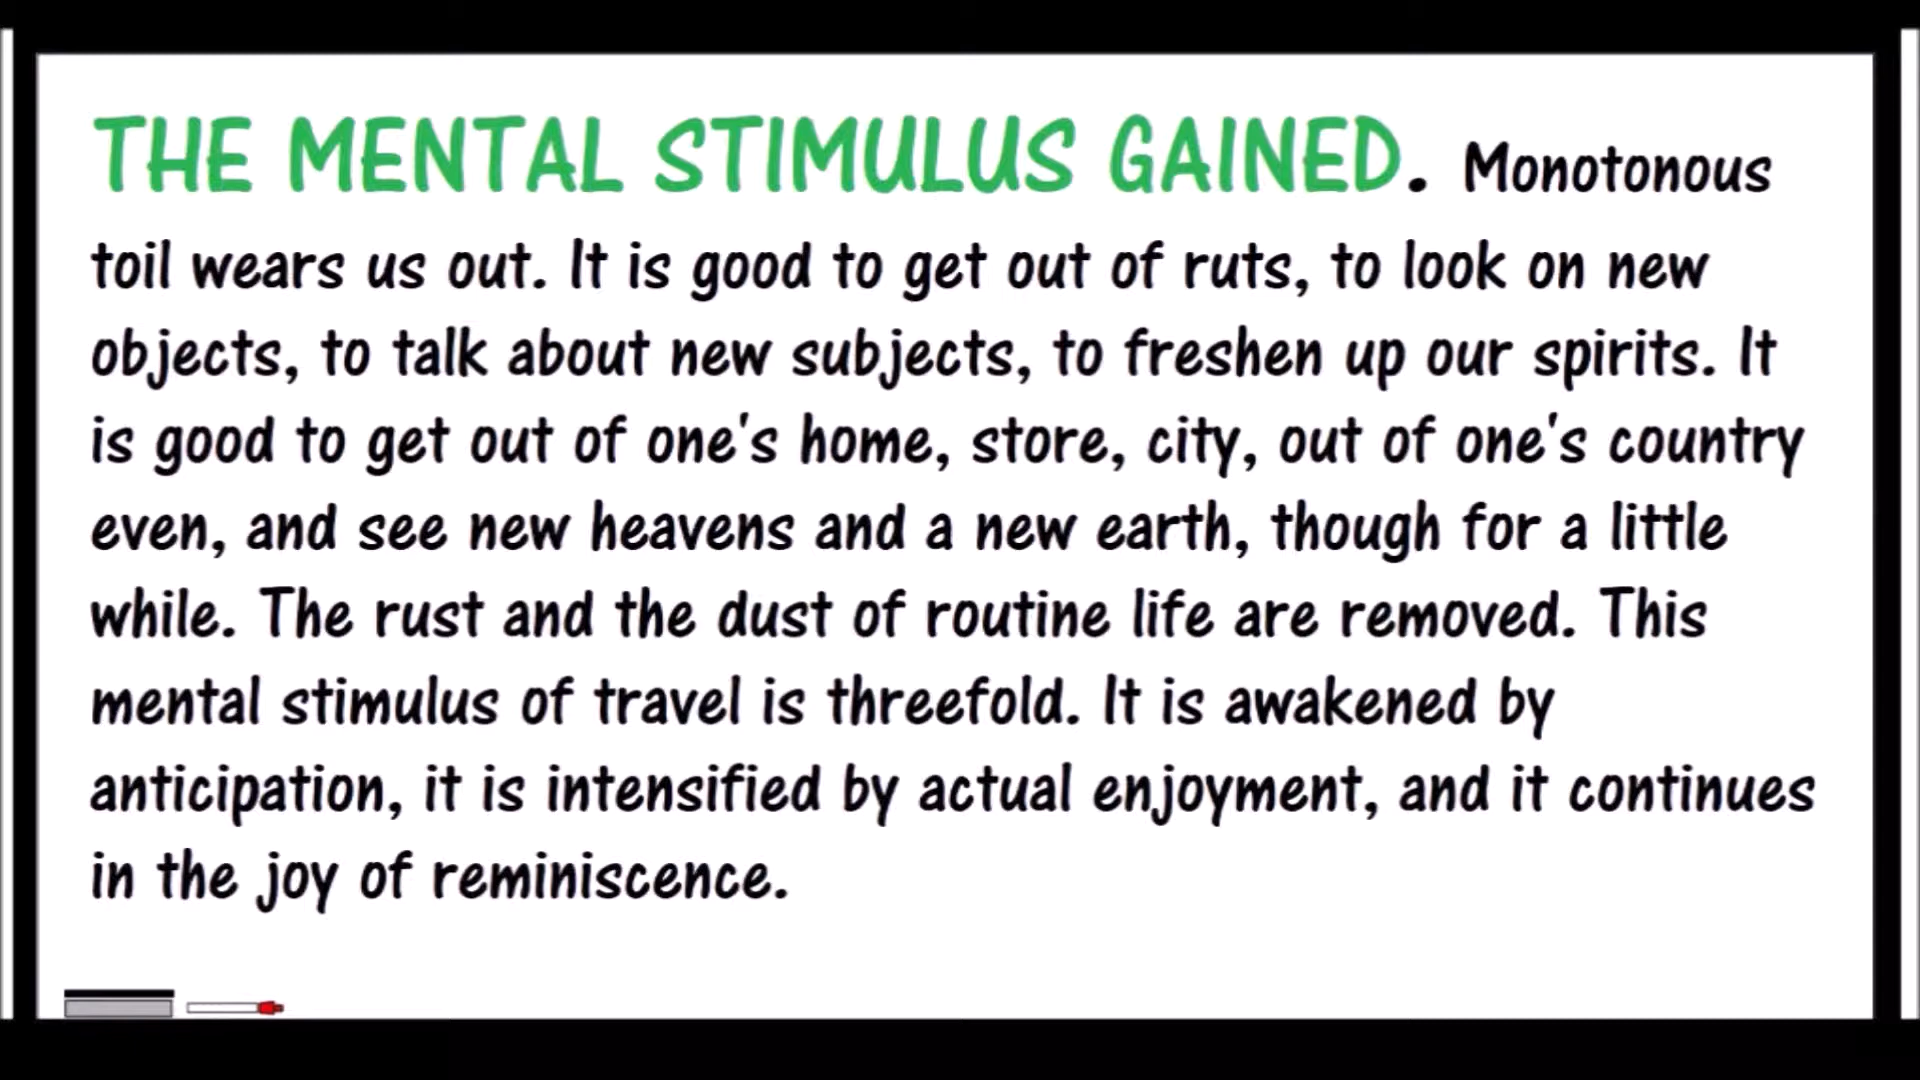 THE MENTAL STIMULUS GAINED. Monotonous
toil wears us out. It is good to get out of ruts, to look on new
objects, to talk about new subjects, to freshen up our spirits. It
is good to get out of one's home, store, city, out of one's country
even, and see new heavens and a new earth, though for a little
while. The rust and the dust of routine life are removed. This
mental stimulus of travel is threefold. It is awakened by
anticipation, it is intensified by actual enjoyment, and it continues
in the joy of reminiscence.